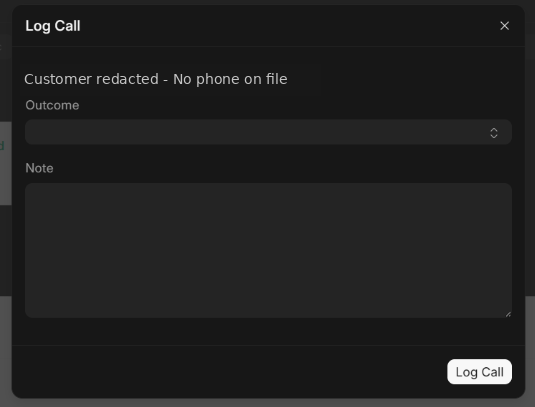 Log Call
Customer redacted - No phone on file
Outcome
Note
Log Call